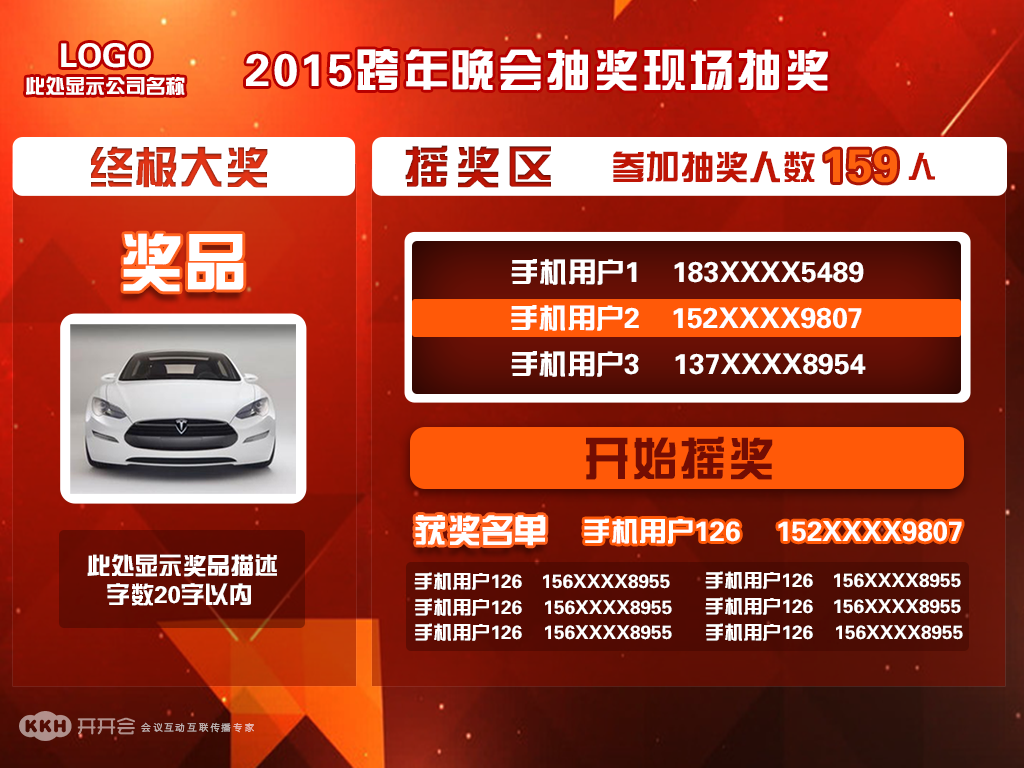 LOGO
此处显示公司名称
2015跨年晚会抽奖现场抽奖
终极大奖
奖品
此处显示奖品描述
字数20字以内
摇奖区 参加抽奖人数159人
手机用户1 183XXXX5489
手机用户2 152XXXX9807
手机用户3 137XXXX8954
开始摇奖
获奖名单 手机用户126 152XXXX9807
手机用户126 156XXXX8955 手机用户126 156XXXX8955
手机用户126 156XXXX8955 手机用户126 156XXXX8955
手机用户126 156XXXX8955 手机用户126 156XXXX8955
KKH 开开会 会议互动互联传播专家